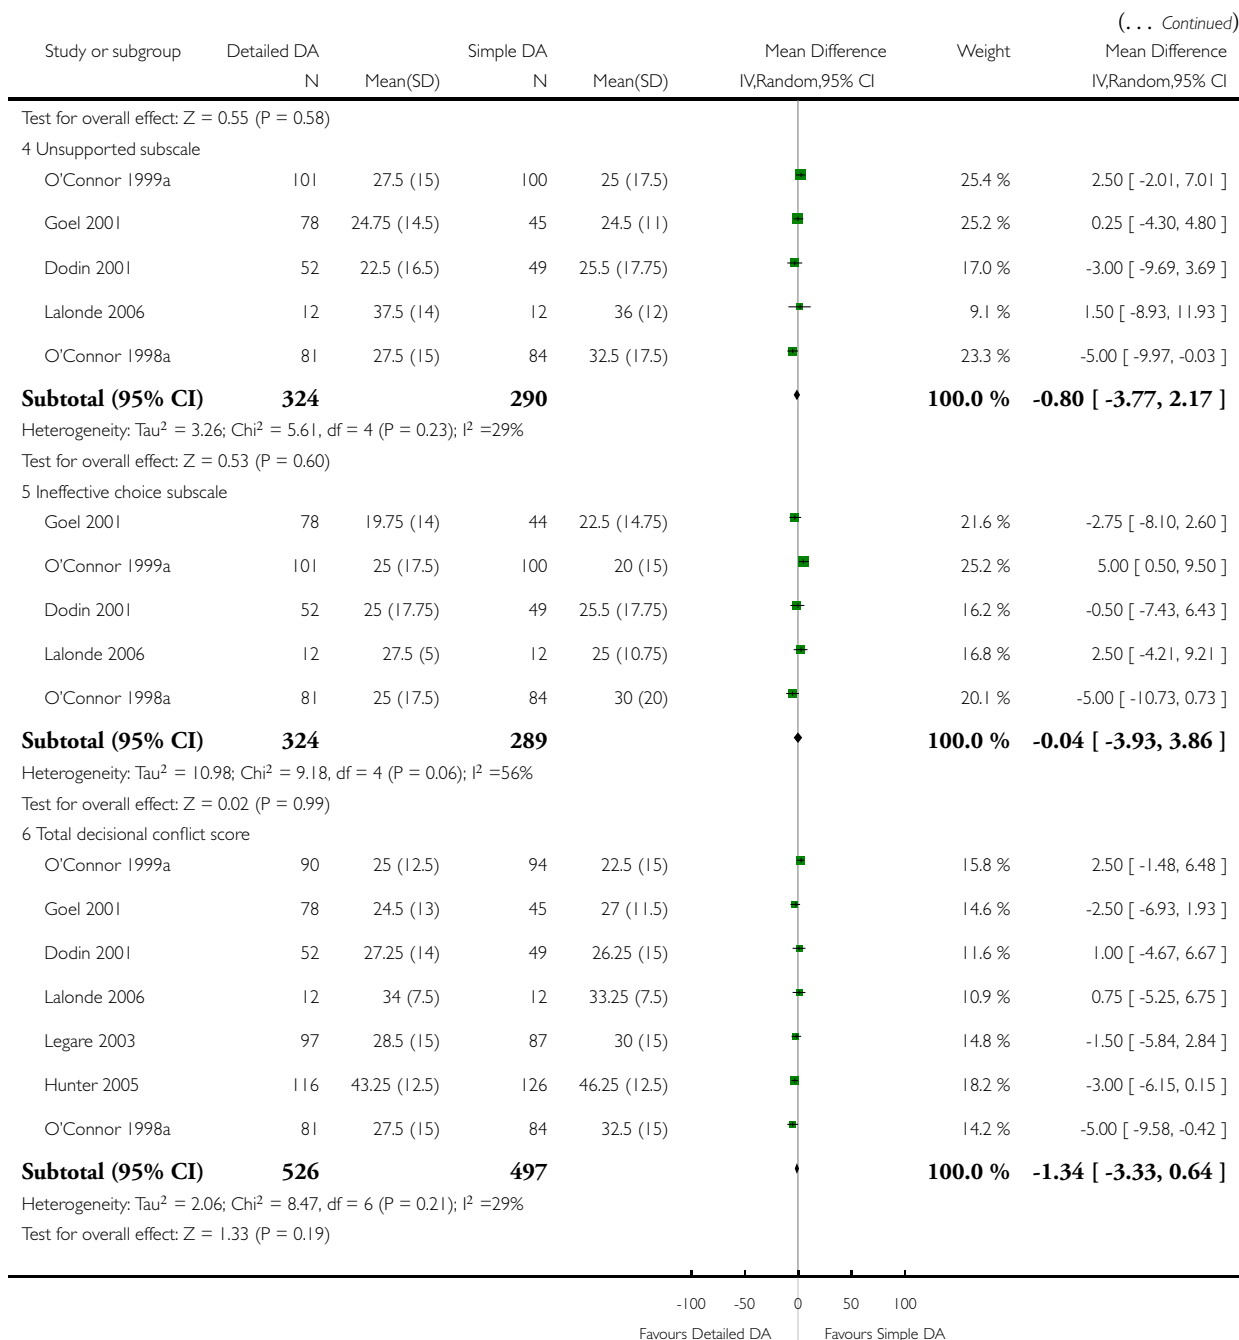 (... Continued)
Study or subgroup Detailed DA Simple DA Mean Difference Weight Mean Difference
N Mean(SD) N Mean(SD) IV,Random,95% CI IV,Random,95% CI
Test for overall effect: Z = 0.55 (P = 0.58)
4 Unsupported subscale
O'Connor 1999a 101 27.5 (15) 100 25 (17.5) 25.4 % 2.50 [ -2.01, 7.01 ]
Goel 2001 78 24.75 (14.5) 45 24.5 (11) 25.2 % 0.25 [ -4.30, 4.80 ]
Dodin 2001 52 22.5 (16.5) 49 25.5 (17.75) 17.0 % -3.00 [ -9.69, 3.69 ]
Lalonde 2006 12 37.5 (14) 12 36 (12) 9.1 % 1.50 [ -8.93, 11.93 ]
O'Connor 1998a 81 27.5 (15) 84 32.5 (17.5) 23.3 % -5.00 [ -9.97, -0.03 ]
Subtotal (95% CI) 324 290 100.0 % -0.80 [ -3.77, 2.17 ]
Heterogeneity: Tau² = 3.26; Chi² = 5.61, df = 4 (P = 0.23); I² =29%
Test for overall effect: Z = 0.53 (P = 0.60)
5 Ineffective choice subscale
Goel 2001 78 19.75 (14) 44 22.5 (14.75) 21.6 % -2.75 [ -8.10, 2.60 ]
O'Connor 1999a 101 25 (17.5) 100 20 (15) 25.2 % 5.00 [ 0.50, 9.50 ]
Dodin 2001 52 25 (17.75) 49 25.5 (17.75) 16.2 % -0.50 [ -7.43, 6.43 ]
Lalonde 2006 12 27.5 (5) 12 25 (10.75) 16.8 % 2.50 [ -4.21, 9.21 ]
O'Connor 1998a 81 25 (17.5) 84 30 (20) 20.1 % -5.00 [ -10.73, 0.73 ]
Subtotal (95% CI) 324 289 100.0 % -0.04 [ -3.93, 3.86 ]
Heterogeneity: Tau² = 10.98; Chi² = 9.18, df = 4 (P = 0.06); I² =56%
Test for overall effect: Z = 0.02 (P = 0.99)
6 Total decisional conflict score
O'Connor 1999a 90 25 (12.5) 94 22.5 (15) 15.8 % 2.50 [ -1.48, 6.48 ]
Goel 2001 78 24.5 (13) 45 27 (11.5) 14.6 % -2.50 [ -6.93, 1.93 ]
Dodin 2001 52 27.25 (14) 49 26.25 (15) 11.6 % 1.00 [ -4.67, 6.67 ]
Lalonde 2006 12 34 (7.5) 12 33.25 (7.5) 10.9 % 0.75 [ -5.25, 6.75 ]
Legare 2003 97 28.5 (15) 87 30 (15) 14.8 % -1.50 [ -5.84, 2.84 ]
Hunter 2005 116 43.25 (12.5) 126 46.25 (12.5) 18.2 % -3.00 [ -6.15, 0.15 ]
O'Connor 1998a 81 27.5 (15) 84 32.5 (15) 14.2 % -5.00 [ -9.58, -0.42 ]
Subtotal (95% CI) 526 497 100.0 % -1.34 [ -3.33, 0.64 ]
Heterogeneity: Tau² = 2.06; Chi² = 8.47, df = 6 (P = 0.21); I² =29%
Test for overall effect: Z = 1.33 (P = 0.19)
-100 -50 0 50 100
Favours Detailed DA Favours Simple DA